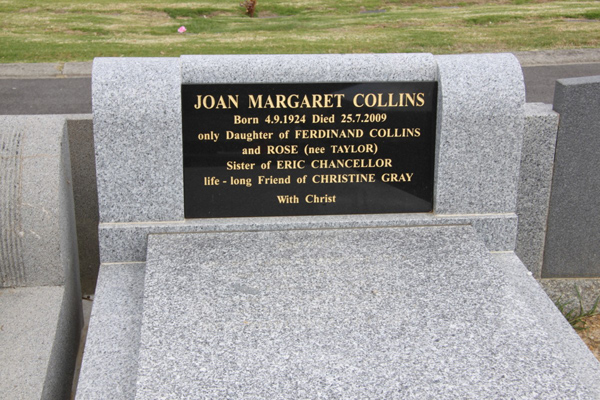 JOAN MARGARET COLLINS
Born 4.9.1924 Died 25.7.2009
only Daughter of FERDINAND COLLINS
and ROSE (nee TAYLOR)
Sister of ERIC CHANCELLOR
life - long Friend of CHRISTINE GRAY
With Christ